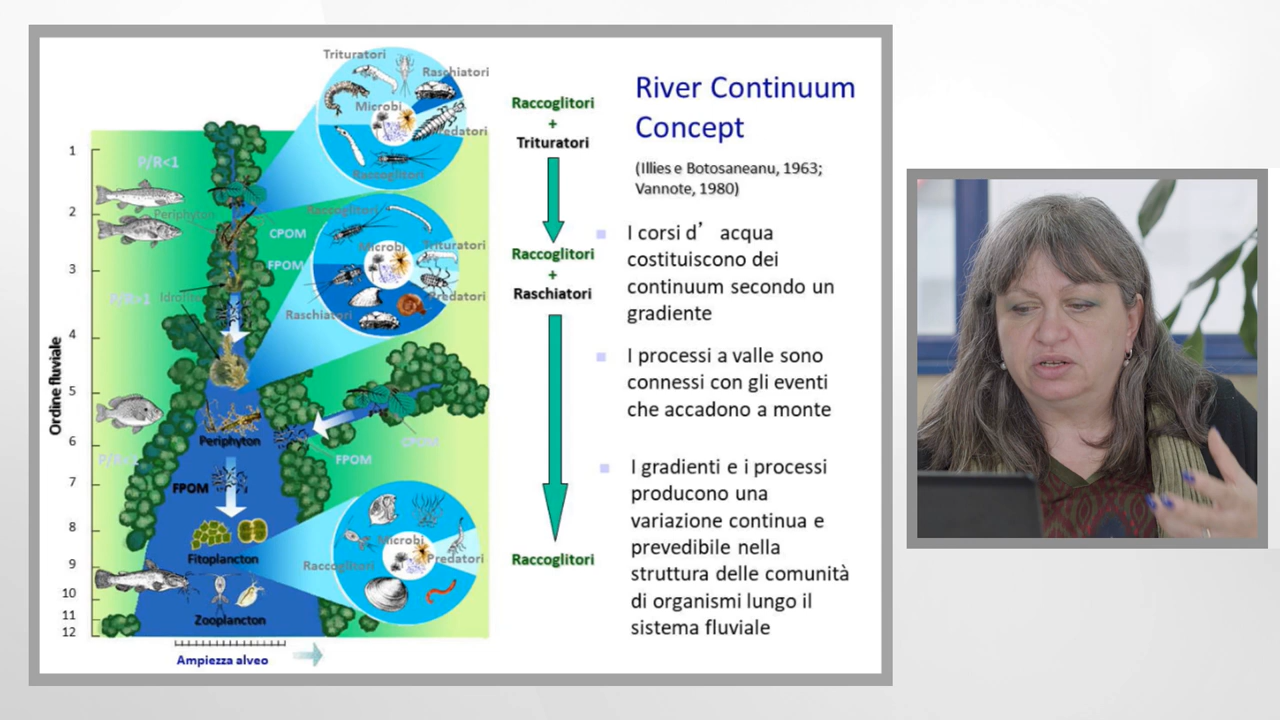 River Continuum
Concept
(Illies e Botosaneanu, 1963;
Vannote, 1980)
I corsi d’ acqua
costituiscono dei
continuum secondo un
gradiente
I processi a valle sono
connessi con gli eventi
che accadono a monte
I gradienti e i processi
producono una
variazione continua e
prevedibile nella
struttura delle comunità
di organismi lungo il
sistema fluviale
Raccoglitori
+
Trituratori
Raccoglitori
+
Raschiatori
Raccoglitori
Trituratori
Raschiatori
Microbi
Predatori
Raccoglitori
Raccoglitori
Microbi
Trituratori
Predatori
Raschiatori
Microbi
Raccoglitori
Predatori
Ordine fluviale
1
2
3
4
5
6
7
8
9
10
11
12
P/R<1
Periphyton
CPOM
FPOM
P/R>1
Periphyton
CPOM
FPOM
FPOM
Fitoplancton
Zooplancton
Ampiezza alveo